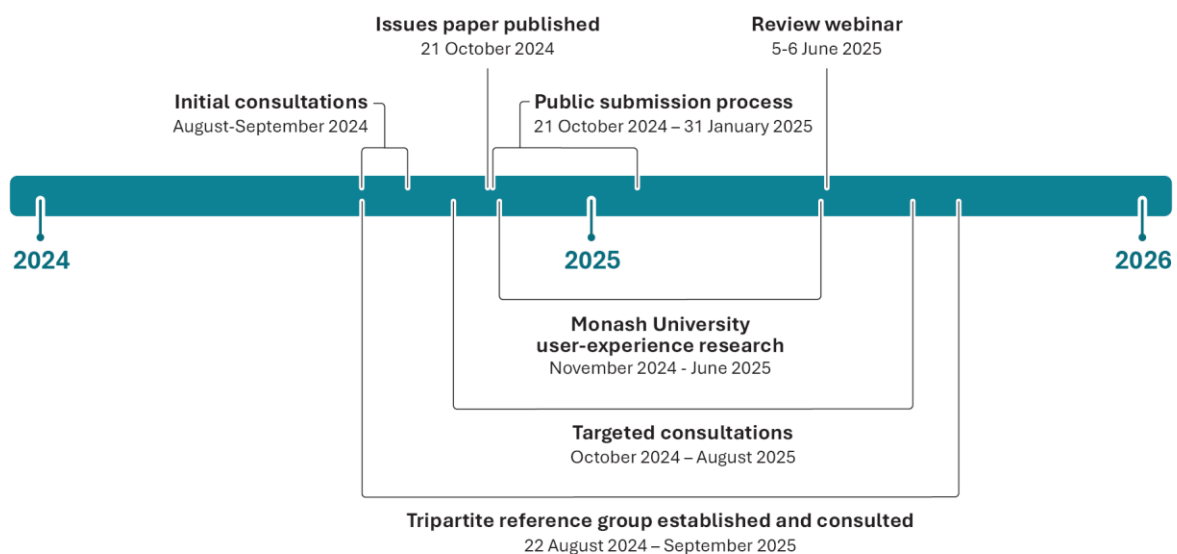 Issues paper published
21 October 2024
Review webinar
5-6 June 2025
Initial consultations
August-September 2024
Public submission process
21 October 2024 – 31 January 2025
2024
2025
2026
Monash University
user-experience research
November 2024 - June 2025
Targeted consultations
October 2024 – August 2025
Tripartite reference group established and consulted
22 August 2024 – September 2025